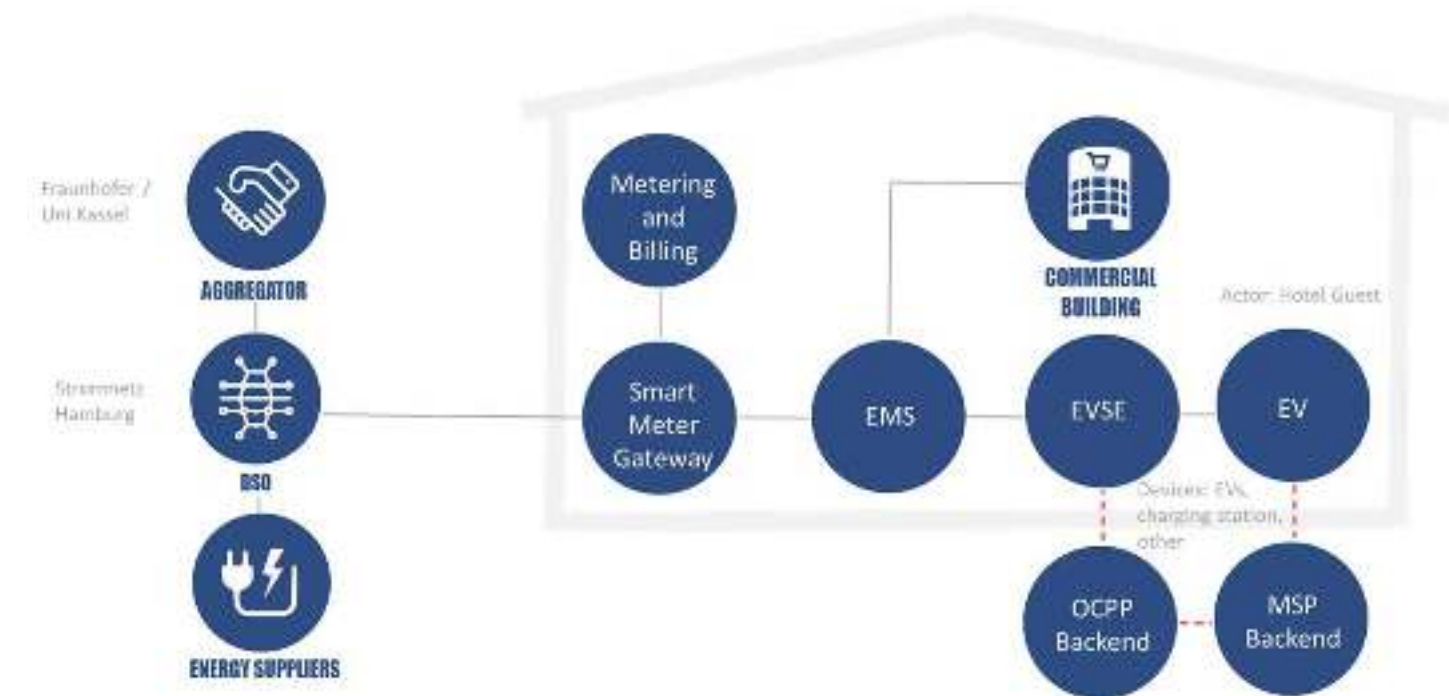 Fraunhofer /
Uni Kassel
AGGREGATOR
Metering
and
Billing
COMMERCIAL
BUILDING
Actor: Hotel Guest
Stromnetz
Hamburg
DSO
Smart
Meter
Gateway
EMS
EVSE
EV
Devices: EVs,
charging station,
other
ENERGY SUPPLIERS
OCPP
Backend
MSP
Backend